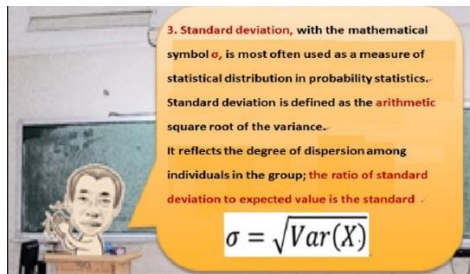 3. Standard deviation, with the mathematical
symbol σ, is most often used as a measure of
statistical distribution in probability statistics.
Standard deviation is defined as the arithmetic
square root of the variance.
It reflects the degree of dispersion among
individuals in the group; the ratio of standard
deviation to expected value is the standard
σ = √Var(X)